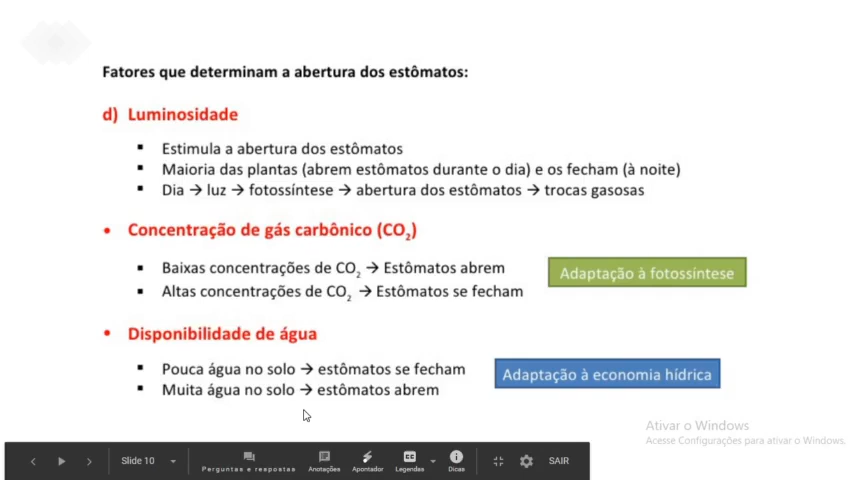 Fatores que determinam a abertura dos estômatos:
d) Luminosidade
▪ Estimula a abertura dos estômatos
▪ Maioria das plantas (abrem estômatos durante o dia) e os fecham (à noite)
▪ Dia → luz → fotossíntese → abertura dos estômatos → trocas gasosas
• Concentração de gás carbônico (CO₂)
▪ Baixas concentrações de CO₂ → Estômatos abrem
▪ Altas concentrações de CO₂ → Estômatos se fecham
Adaptação à fotossíntese
• Disponibilidade de água
▪ Pouca água no solo → estômatos se fecham
▪ Muita água no solo → estômatos abrem
Adaptação à economia hídrica
Ativar o Windows
Acesse Configurações para ativar o Windows.
Slide 10
Perguntas e respostas
Anotações
Apontador
Legendas
Dicas
SAIR